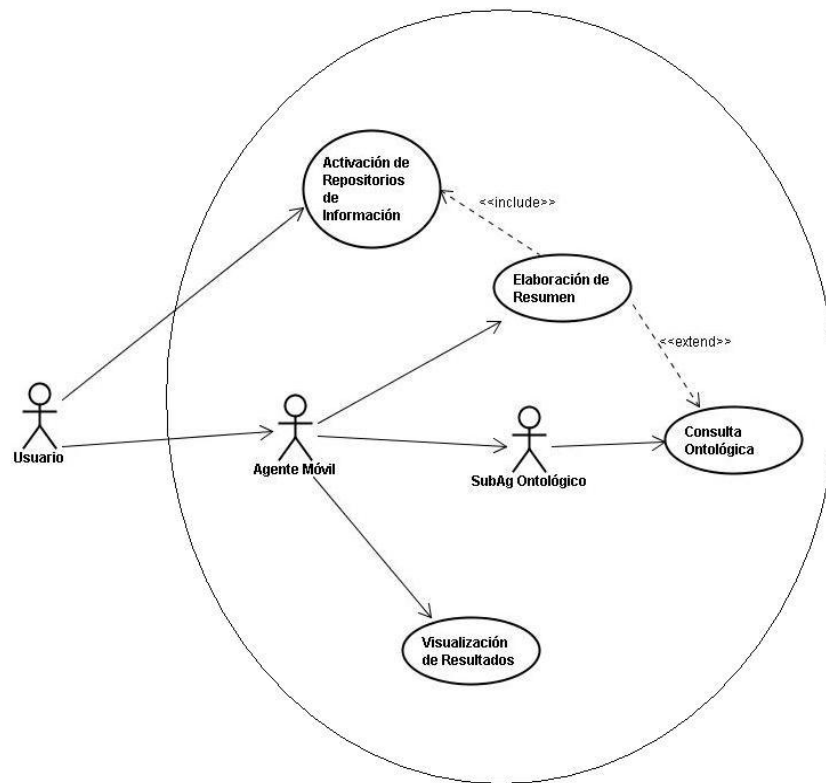 Activación de
Repositorios
de
Información
<<include>>
Elaboración de
Resumen
<<extend>>
Usuario
Agente Móvil
SubAg Ontológico
Consulta
Ontológica
Visualización
de Resultados